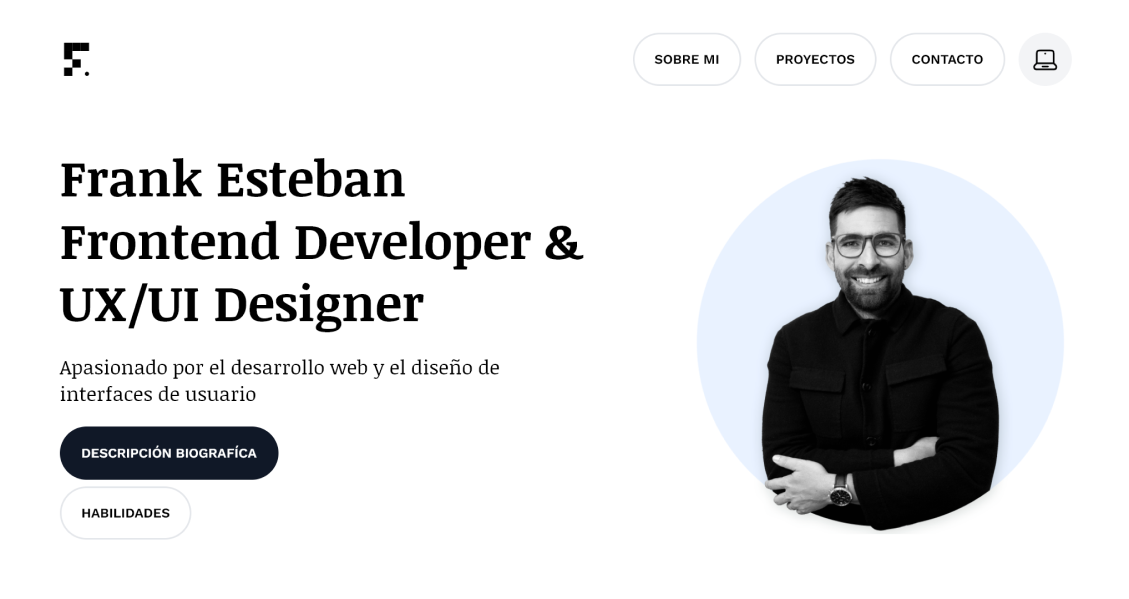 F.
SOBRE MI
PROYECTOS
CONTACTO
Frank Esteban
Frontend Developer &
UX/UI Designer
Apasionado por el desarrollo web y el diseño de
interfaces de usuario
DESCRIPCIÓN BIOGRAFÍCA
HABILIDADES